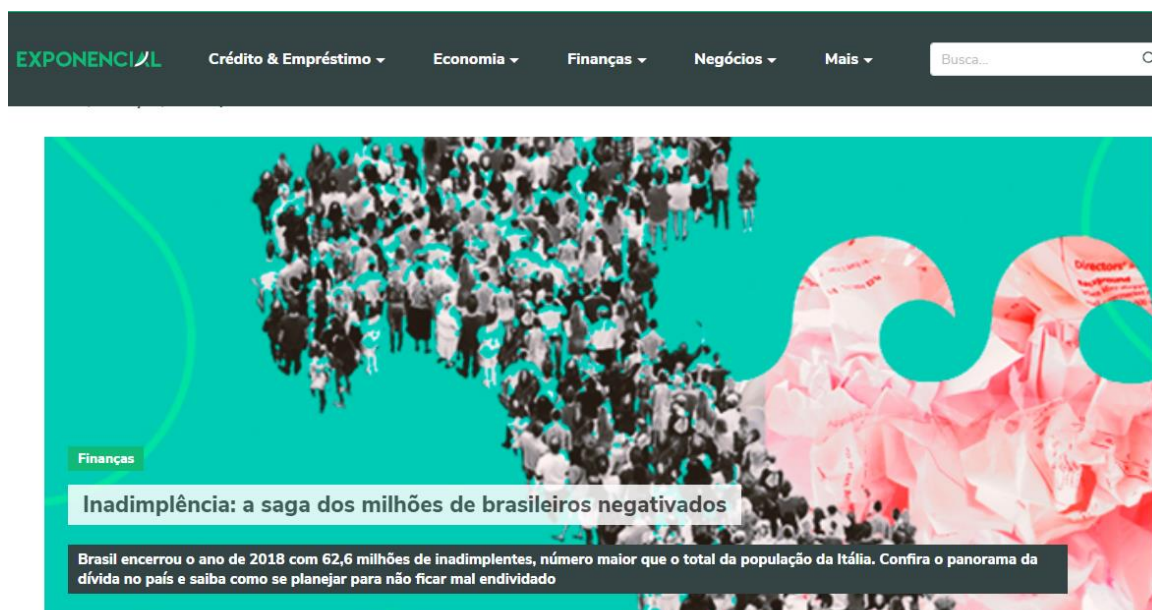 EXPONENCIAL Crédito & Empréstimo Economia Finanças Negócios Mais Busca...
Directory
Background
Finanças
Inadimplência: a saga dos milhões de brasileiros negativados
Brasil encerrou o ano de 2018 com 62,6 milhões de inadimplentes, número maior que o total da população da Itália. Confira o panorama da
dívida no país e saiba como se planejar para não ficar mal endividado